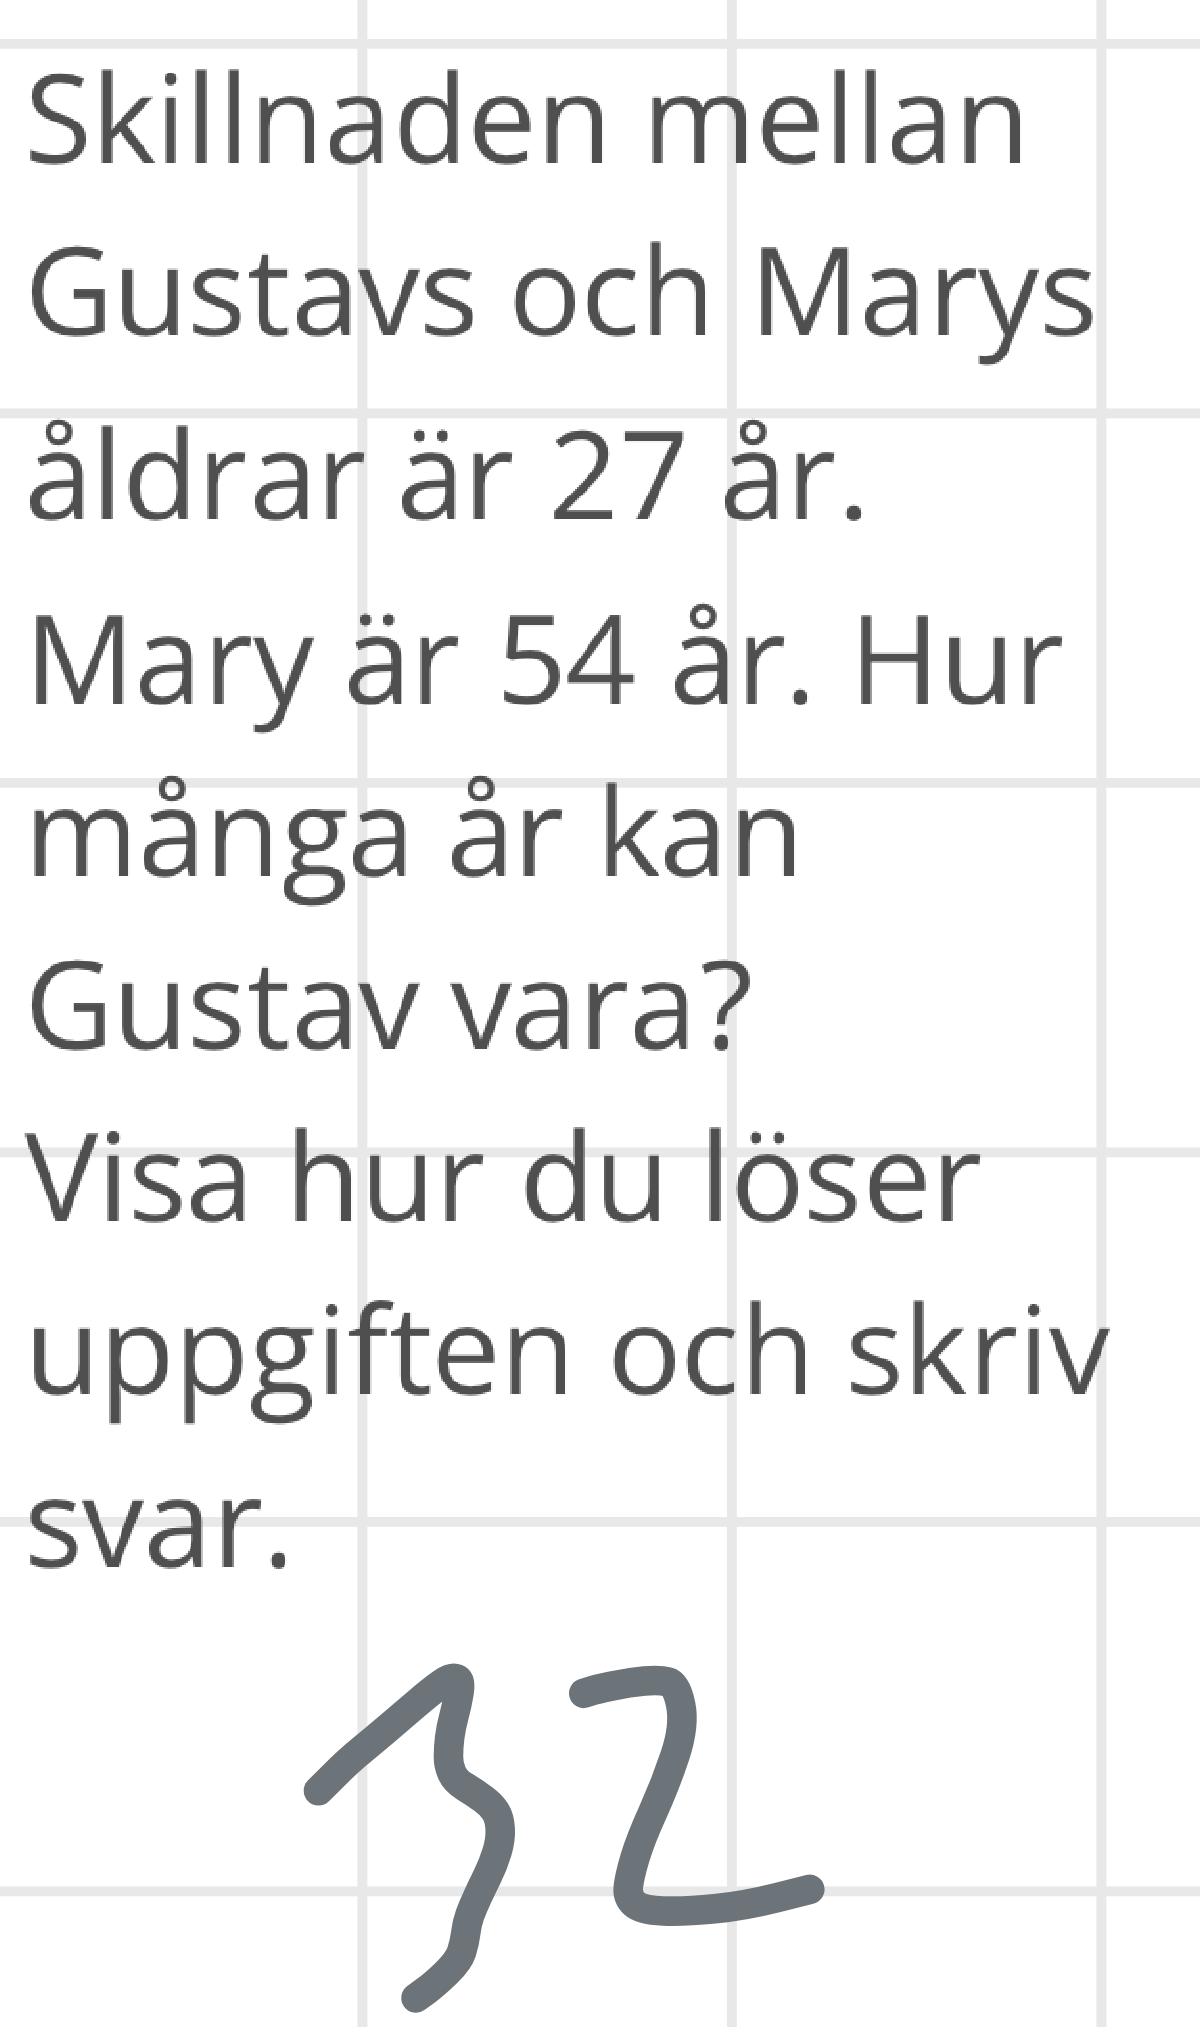 Skillnaden mellan
Gustavs och Marys
åldrar är 27 år.
Mary är 54 år. Hur
många år kan
Gustav vara?
Visa hur du löser
uppgiften och skriv
svar.
32